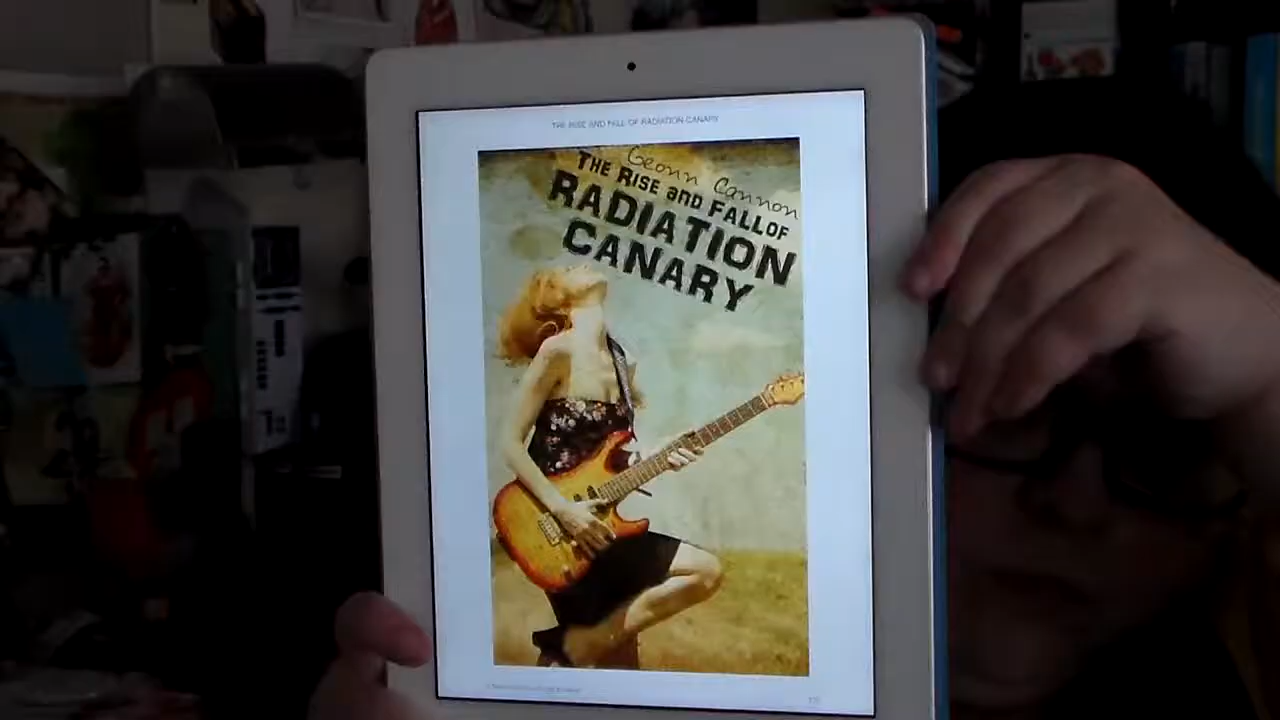 THE RISE AND FALL OF RADIATION CANARY
Geonn Cannon
THE RISE AND FALL OF
RADIATION
CANARY